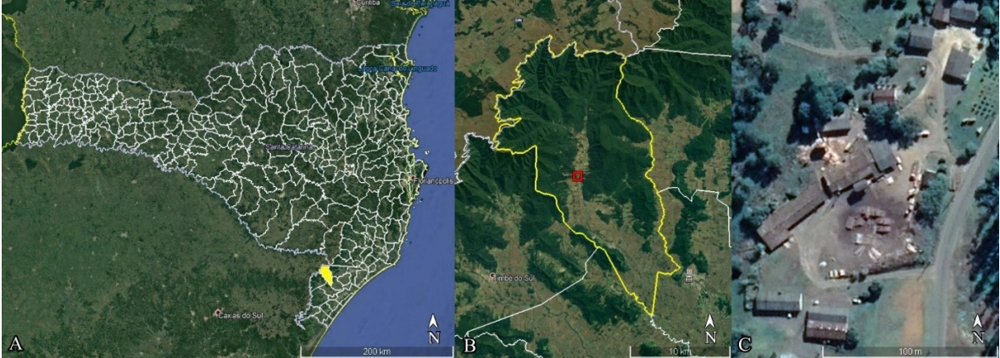 Curitiba
Santa Catarina
Florianópolis
Caxias do Sul
A
N
200 km
Timbé do Sul
B
N
10 km
C
N
100 m